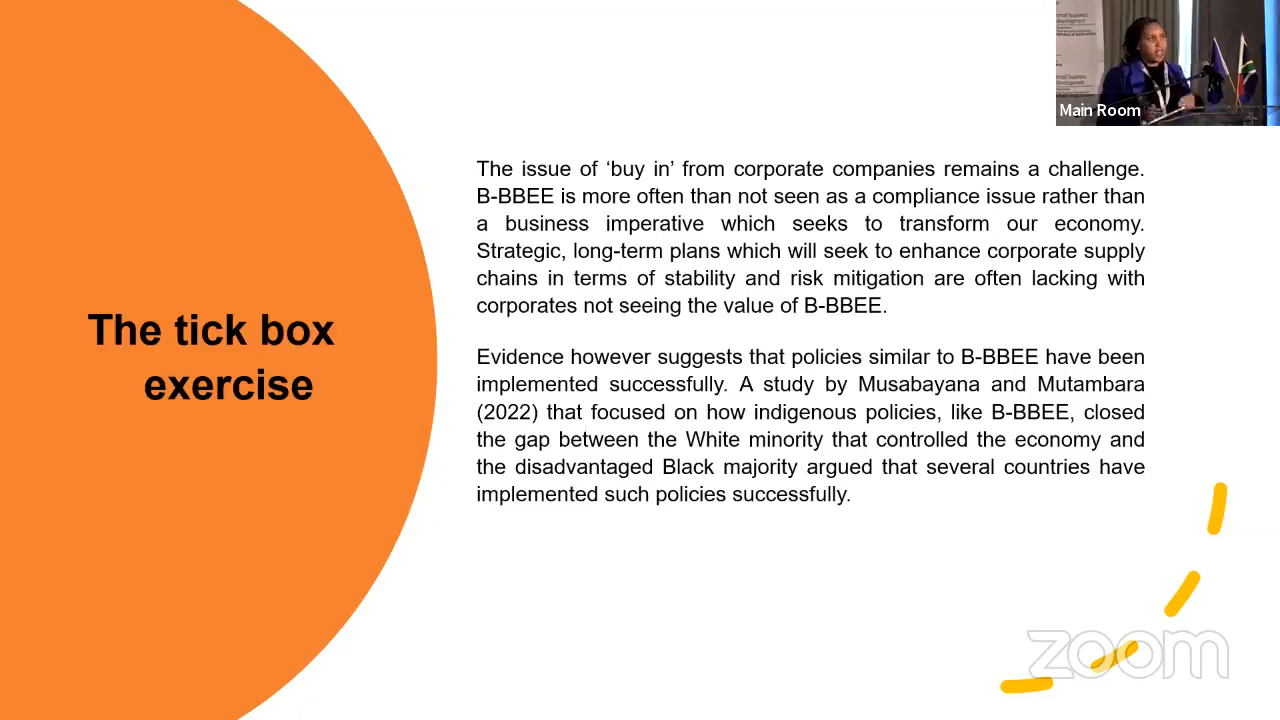 The tick box
exercise
The issue of ‘buy in’ from corporate companies remains a challenge.
B-BBEE is more often than not seen as a compliance issue rather than
a business imperative which seeks to transform our economy.
Strategic, long-term plans which will seek to enhance corporate supply
chains in terms of stability and risk mitigation are often lacking with
corporates not seeing the value of B-BBEE.
Evidence however suggests that policies similar to B-BBEE have been
implemented successfully. A study by Musabayana and Mutambara
(2022) that focused on how indigenous policies, like B-BBEE, closed
the gap between the White minority that controlled the economy and
the disadvantaged Black majority argued that several countries have
implemented such policies successfully.
small business
development
Main Room
zoom